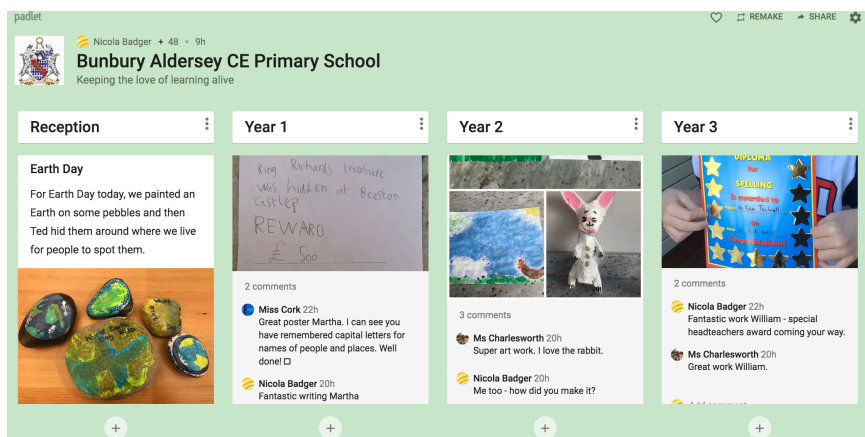 padlet
REMAKE
SHARE
Nicola Badger + 48 • 9h
Bunbury Aldersey CE Primary School
Keeping the love of learning alive
Reception
Earth Day
For Earth Day today, we painted an
Earth on some pebbles and then
Ted hid them around where we live
for people to spot them.
Year 1
King Richards treasure
was hidden at Beeston
castle?
REWARD
£ 500
2 comments
Miss Cork 22h
Great poster Martha. I can see you
have remembered capital letters for
names of people and places. Well
done! □
Nicola Badger 20h
Fantastic writing Martha
Year 2
3 comments
Ms Charlesworth 20h
Super art work. I love the rabbit.
Nicola Badger 20h
Me too - how did you make it?
Year 3
DIPLOMA
for
SPELLING
is awarded to
Congratulations!
2 comments
Nicola Badger 22h
Fantastic work William - special
headteachers award coming your way.
Ms Charlesworth 20h
Great work William.
Add comment